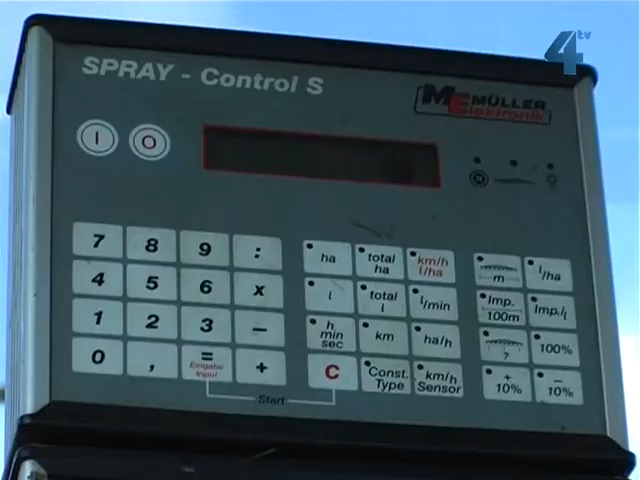 4 tv
SPRAY - Control S
ME MÜLLER
Elektronik
I O
7 8 9 :
4 5 6 x
1 2 3 –
0 , = +
Eingabe
Input
Start
ha total ha km/h l/ha
l total l l/min
h min sec km ha/h
C Const. Type km/h Sensor
m l/ha
Imp. 100m Imp./l
? 100%
+ 10% – 10%